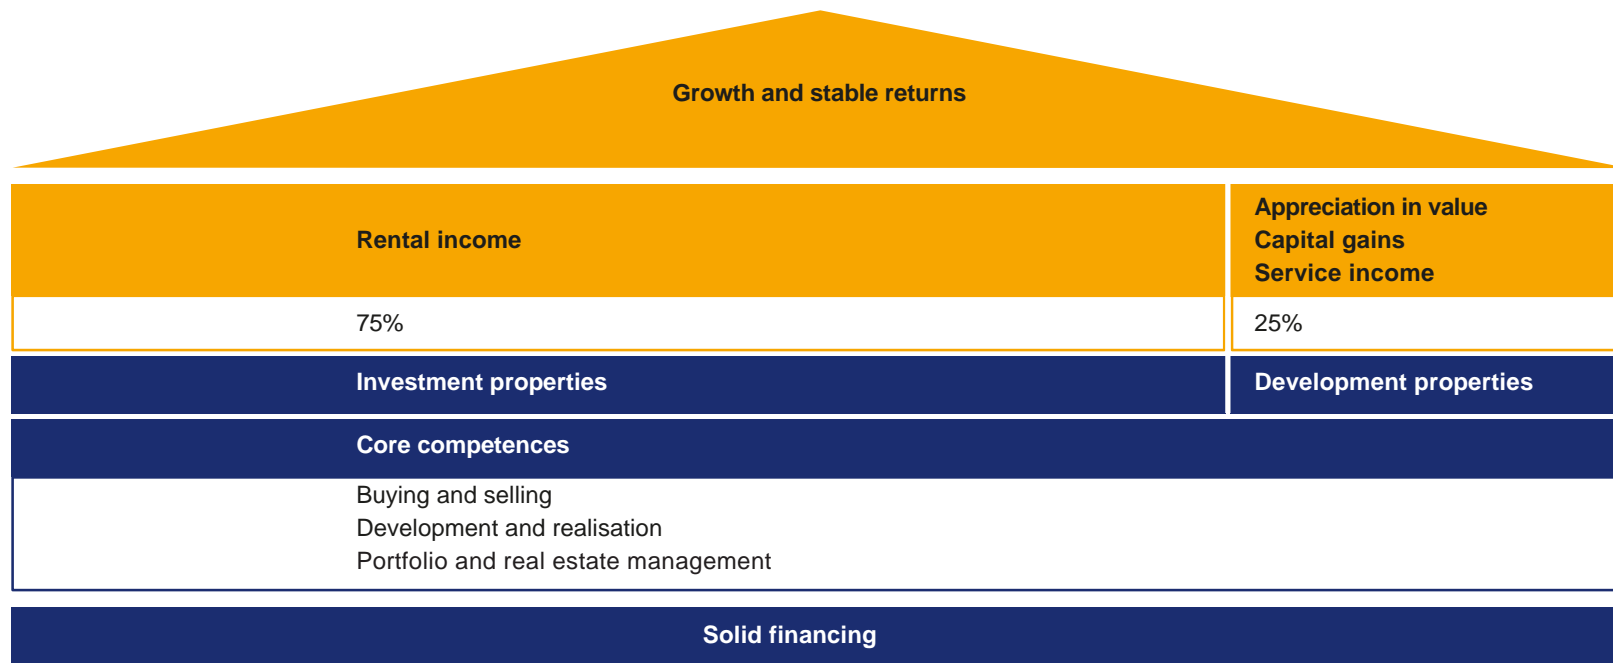 Growth and stable returns
Rental income
Appreciation in value
Capital gains
Service income
75%
25%
Investment properties
Development properties
Core competences
Buying and selling
Development and realisation
Portfolio and real estate management
Solid financing